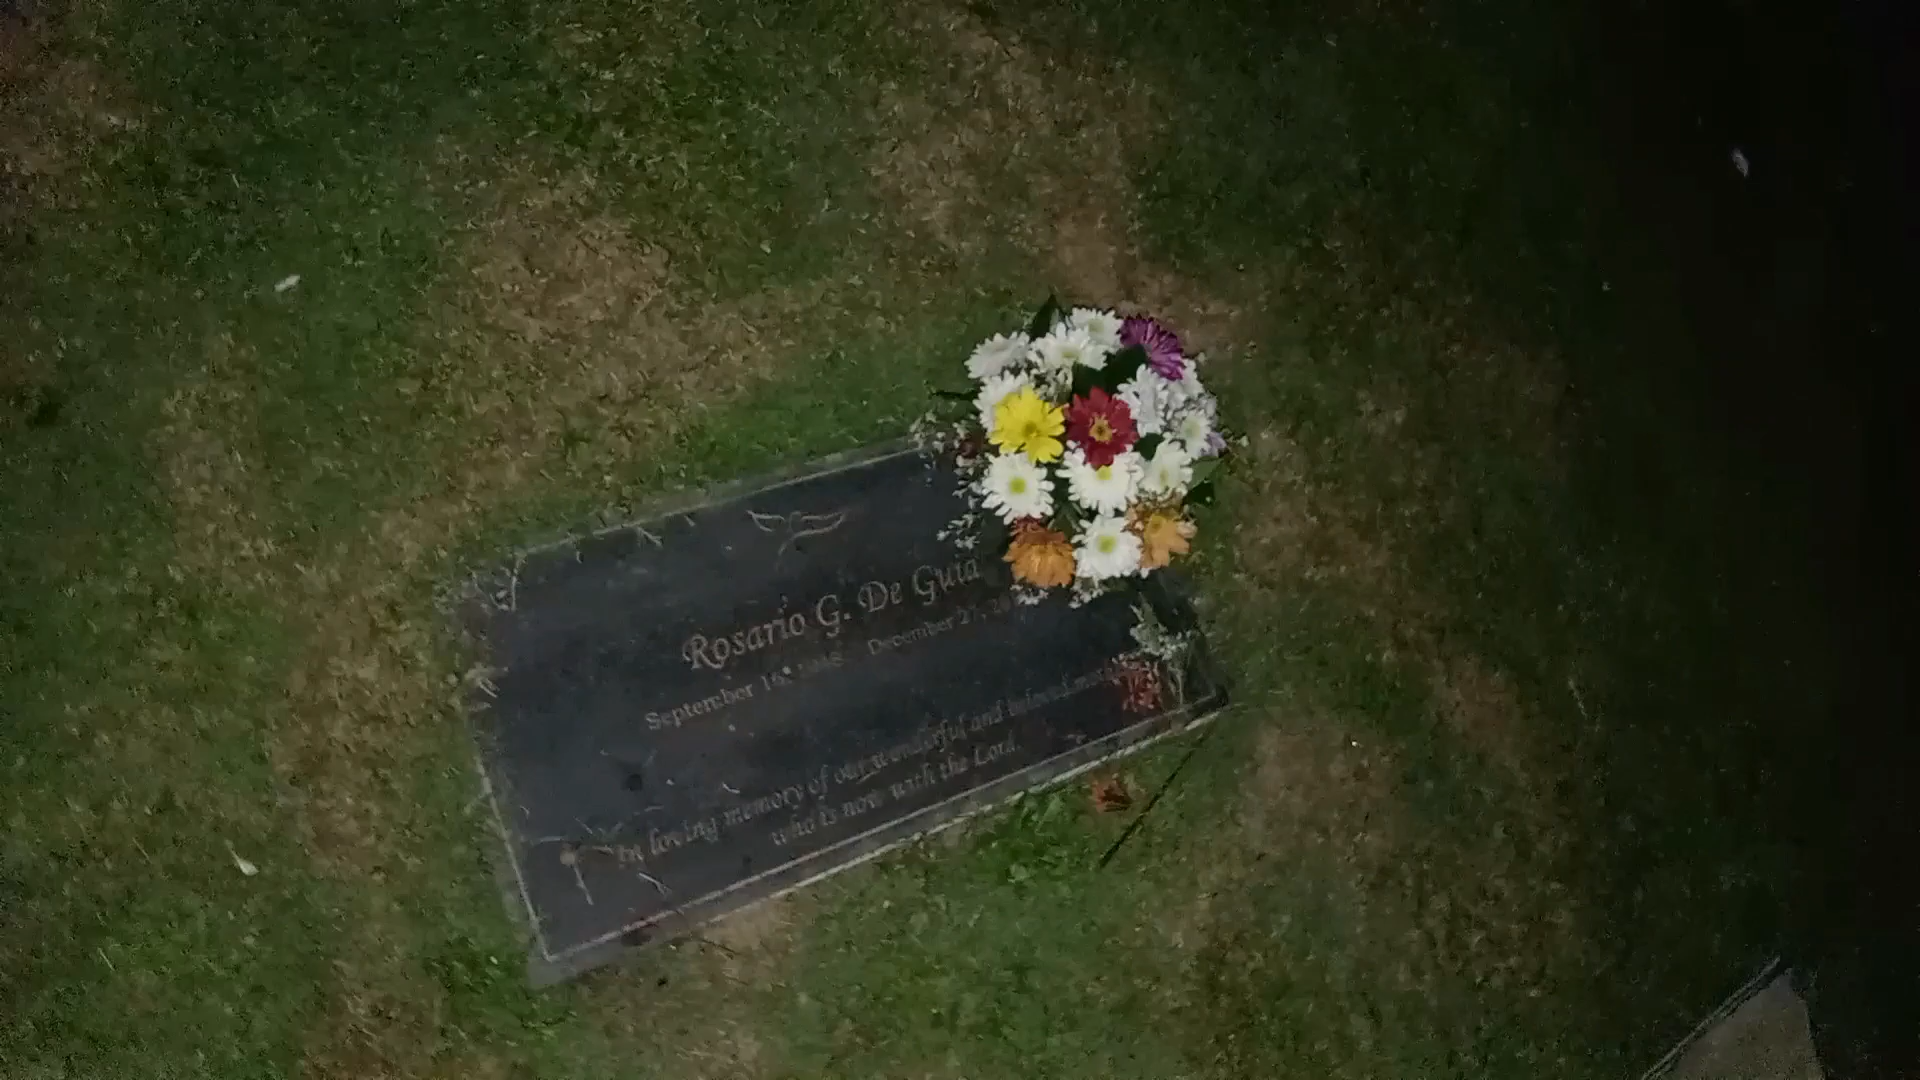 Rosario G. De Guia
September 16, December 27,
In loving memory of our wonderful and beloved
who is now with the Lord.